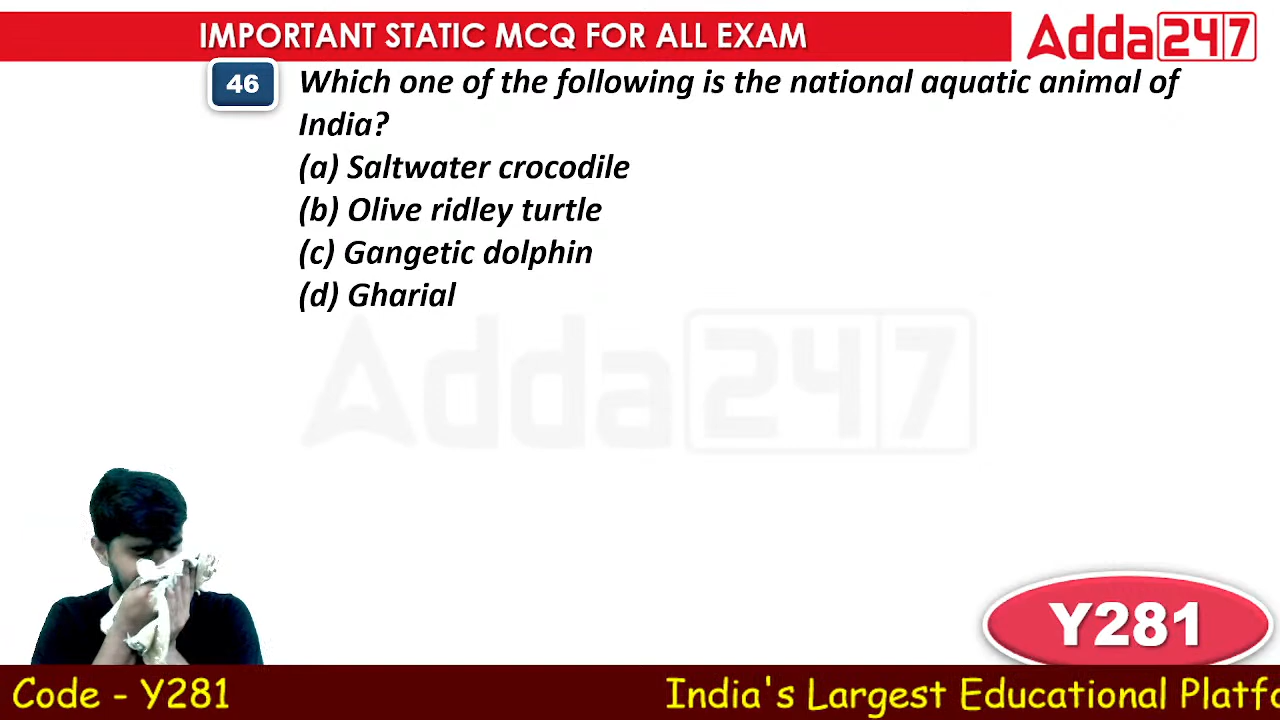 IMPORTANT STATIC MCQ FOR ALL EXAM
Adda247
46
Which one of the following is the national aquatic animal of
India?
(a) Saltwater crocodile
(b) Olive ridley turtle
(c) Gangetic dolphin
(d) Gharial
Adda247
Y281
Code - Y281
India's Largest Educational Platfo